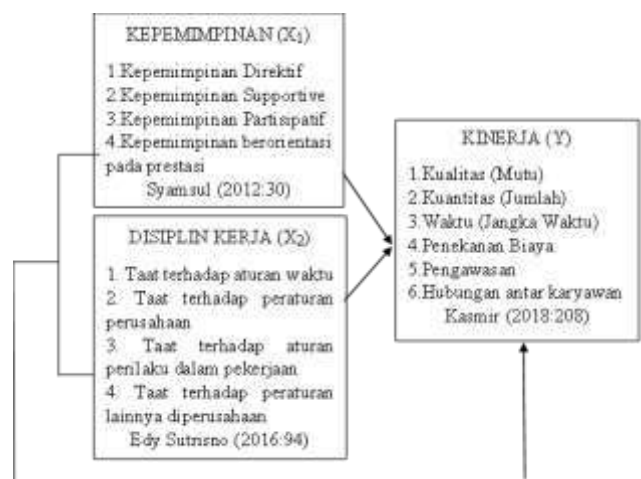 KEPEMIMPINAN (X1)
1.Kepemimpinan Direktif
2.Kepemimpinan Supportive
3.Kepemimpinan Partisipatif
4.Kepemimpinan berorientasi
pada prestasi
Syamsul (2012:30)
DISIPLIN KERJA (X2)
1. Taat terhadap aturan waktu
2. Taat terhadap peraturan
perusahaan
3. Taat terhadap aturan
perilaku dalam pekerjaan
4. Taat terhadap peraturan
lainnya diperusahaan
Edy Sutrisno (2016:94)
KINERJA (Y)
1.Kualitas (Mutu)
2.Kuantitas (Jumlah)
3.Waktu (Jangka Waktu)
4.Penekanan Biaya
5.Pengawasan
6.Hubungan antar karyawan
Kasmir (2018:208)